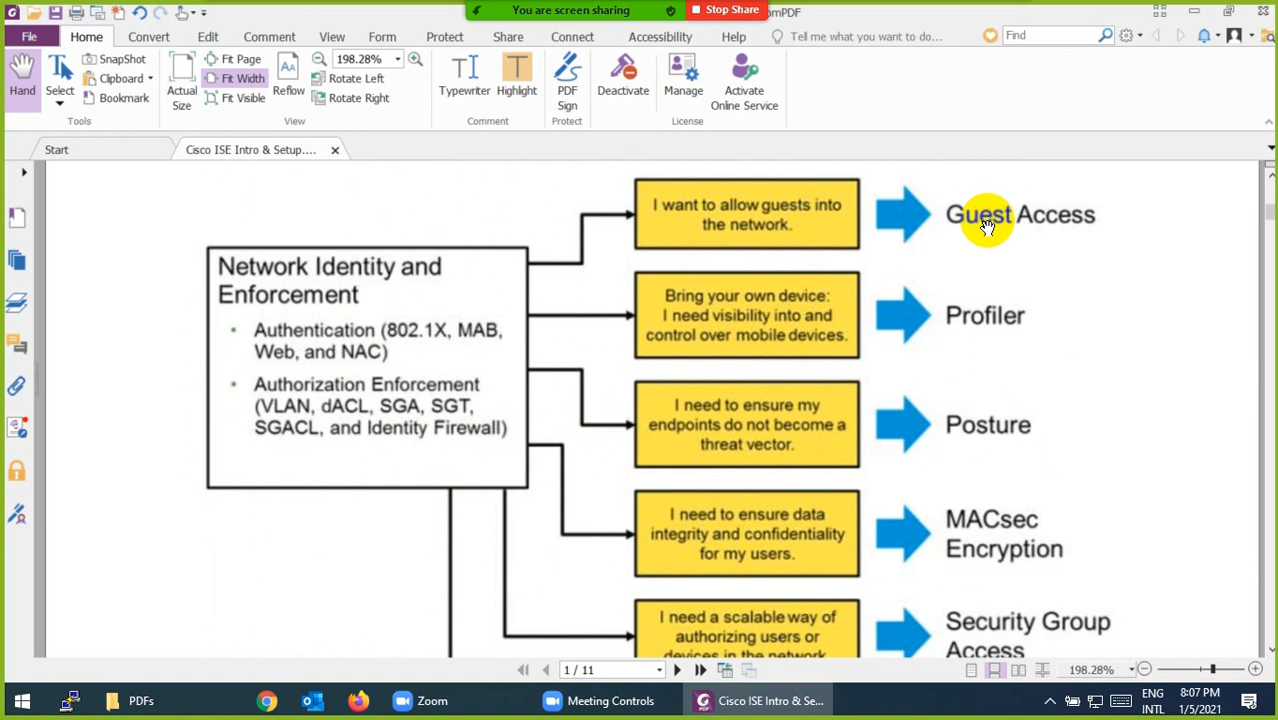 You are screen sharing
Stop Share
omPDF
File
Home
Convert
Edit
Comment
View
Form
Protect
Share
Connect
Accessibility
Help
Tell me what you want to do...
Find
Hand
Select
SnapShot
Clipboard
Bookmark
Tools
Actual
Size
Fit Page
Fit Width
Fit Visible
Reflow
198.28%
Rotate Left
Rotate Right
View
Typewriter
Highlight
Comment
PDF
Sign
Protect
Deactivate
Manage
Activate
Online Service
License
Start
Cisco ISE Intro & Setup....
Network Identity and
Enforcement
• Authentication (802.1X, MAB,
Web, and NAC)
• Authorization Enforcement
(VLAN, dACL, SGA, SGT,
SGACL, and Identity Firewall)
I want to allow guests into
the network.
Guest Access
Bring your own device:
I need visibility into and
control over mobile devices.
Profiler
I need to ensure my
endpoints do not become a
threat vector.
Posture
I need to ensure data
integrity and confidentiality
for my users.
MACsec
Encryption
I need a scalable way of
authorizing users or
devices in the network
Security Group
Access
1 / 11
198.28%
PDFs
Zoom
Meeting Controls
Cisco ISE Intro & Se...
ENG
INTL
8:07 PM
1/5/2021